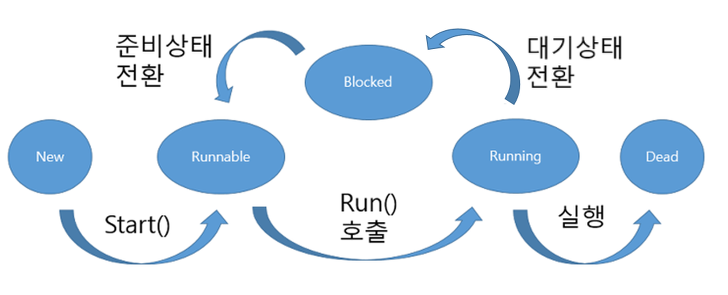 준비상태
전환
Blocked
대기상태
전환
New
Runnable
Running
Dead
Start()
Run()
호출
실행